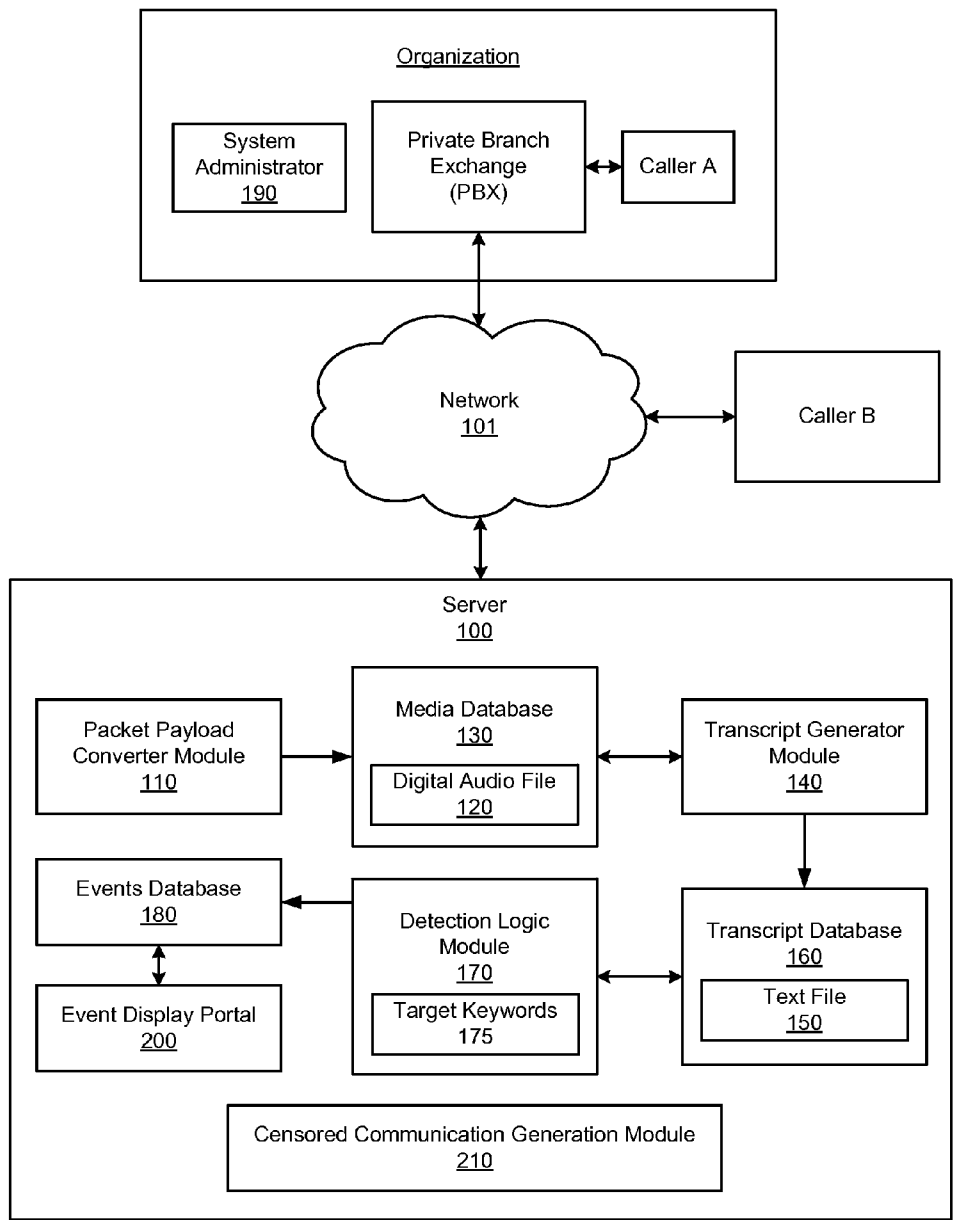 Organization
System
Administrator
190
Private Branch
Exchange
(PBX)
Caller A
Network
101
Caller B
Server
100
Packet Payload
Converter Module
110
Media Database
130
Digital Audio File
120
Transcript Generator
Module
140
Events Database
180
Detection Logic
Module
170
Target Keywords
175
Transcript Database
160
Text File
150
Event Display Portal
200
Censored Communication Generation Module
210